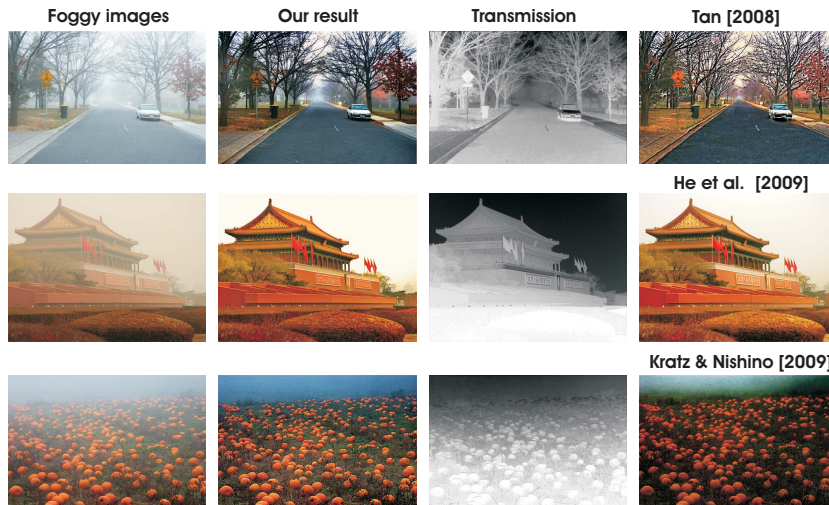 Foggy images
Our result
Transmission
Tan [2008]
He et al. [2009]
Kratz & Nishino [2009]